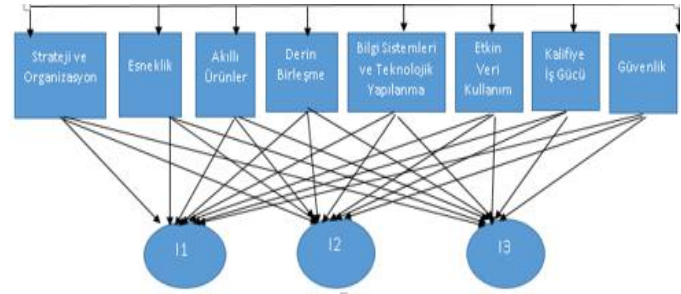 Strateji ve
Organizasyon
Esneklik
Akıllı
Ürünler
Derin
Birleşme
Bilgi Sistemleri
ve Teknolojik
Yapılanma
Etkin
Veri
Kullanım
Kalifiye
İş Gücü
Güvenlik
I1
I2
I3